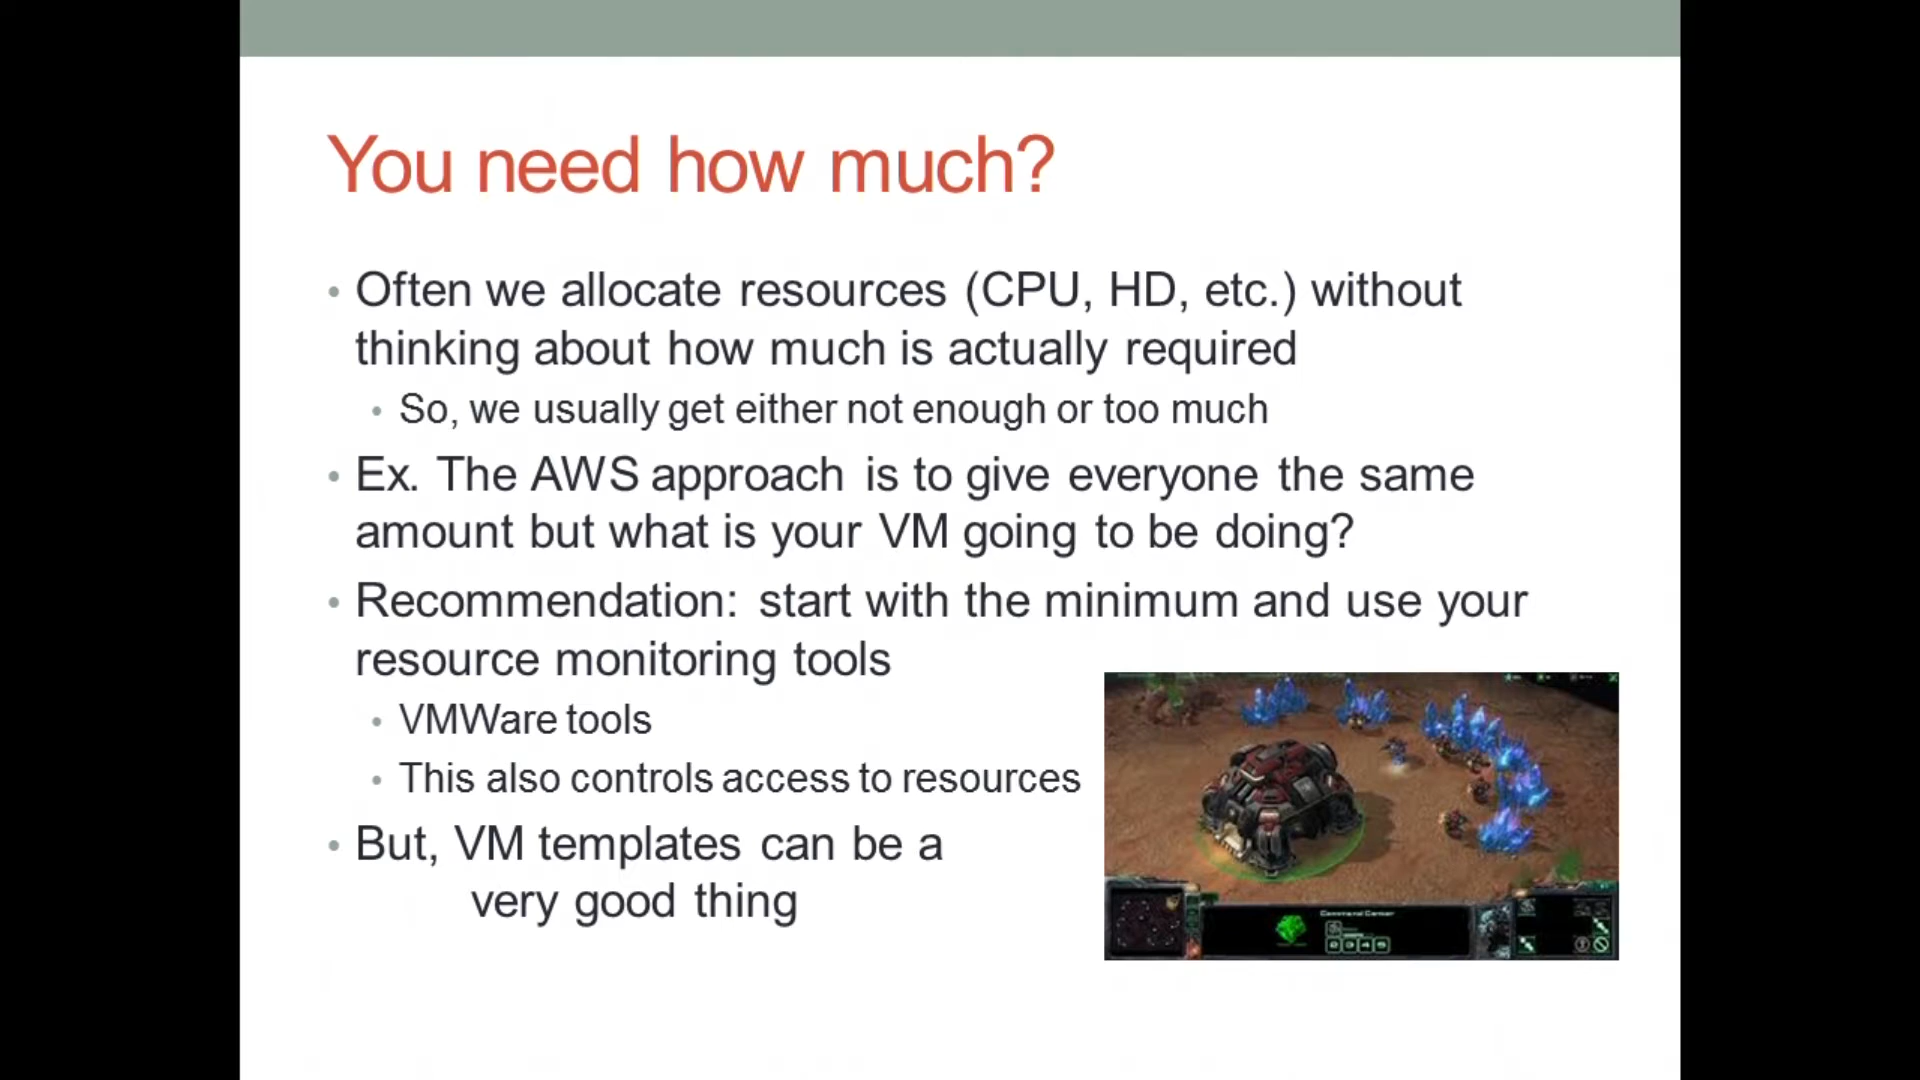 You need how much?
• Often we allocate resources (CPU, HD, etc.) without
thinking about how much is actually required
• So, we usually get either not enough or too much
• Ex. The AWS approach is to give everyone the same
amount but what is your VM going to be doing?
• Recommendation: start with the minimum and use your
resource monitoring tools
• VMWare tools
• This also controls access to resources
• But, VM templates can be a
very good thing
Command Center